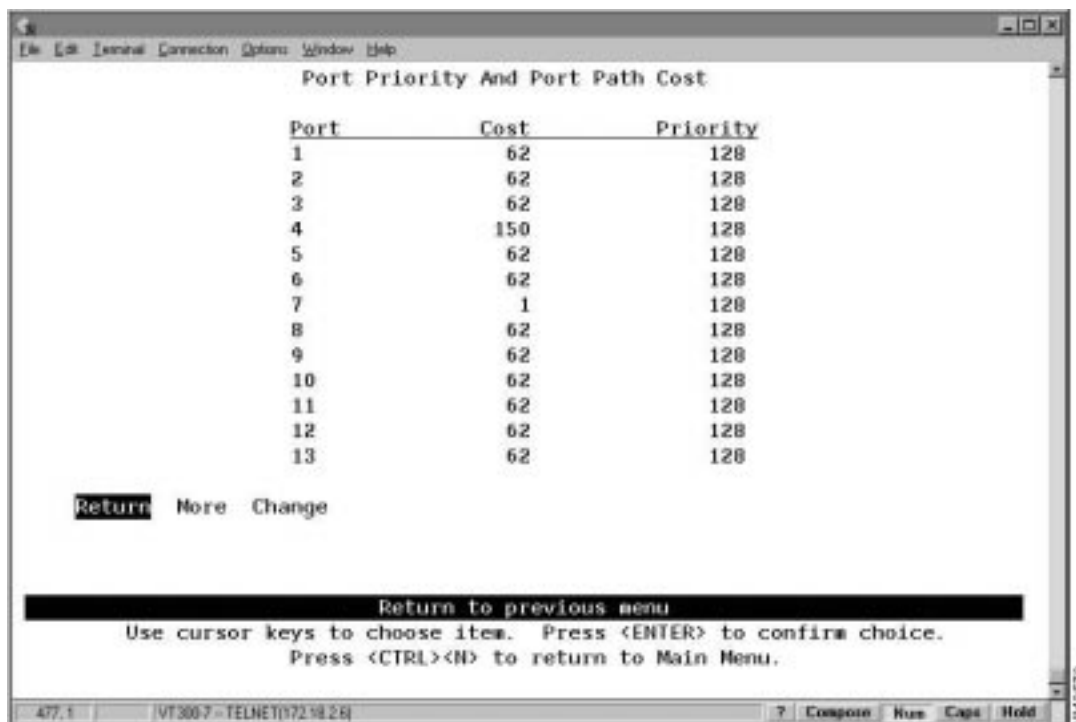 File Edit Terminal Connection Options Window Help
Port Priority And Port Path Cost
Port Cost Priority
1 62 128
2 62 128
3 62 128
4 150 128
5 62 128
6 62 128
7 1 128
8 62 128
9 62 128
10 62 128
11 62 128
12 62 128
13 62 128
Return More Change
Return to previous menu
Use cursor keys to choose item. Press <ENTER> to confirm choice.
Press <CTRL><N> to return to Main Menu.
477, 1 VT300-7 -- TELNET(172.18.2.6) ? Compose Num Caps Hold